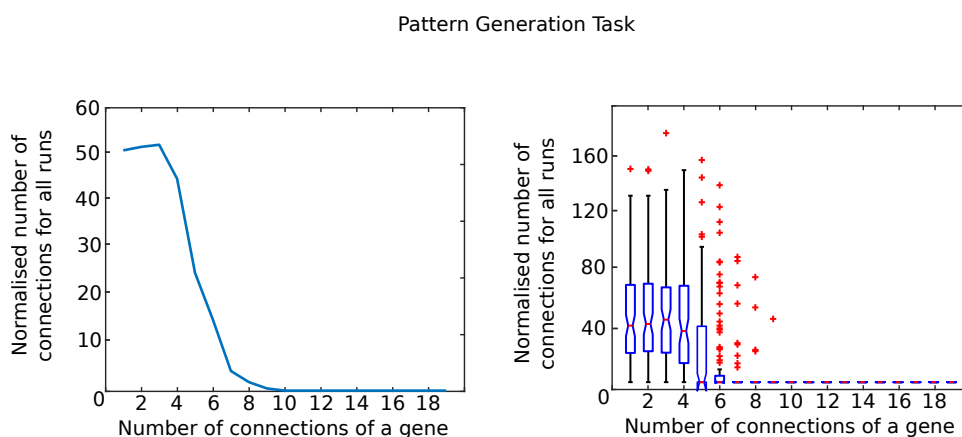 Pattern Generation Task
Normalised number of
connections for all runs
60
50
40
30
20
10
0
2 4 6 8 10 12 14 16 18
Number of connections of a gene
Normalised number of
connections for all runs
160
120
80
40
0
2 4 6 8 10 12 14 16 18
Number of connections of a gene